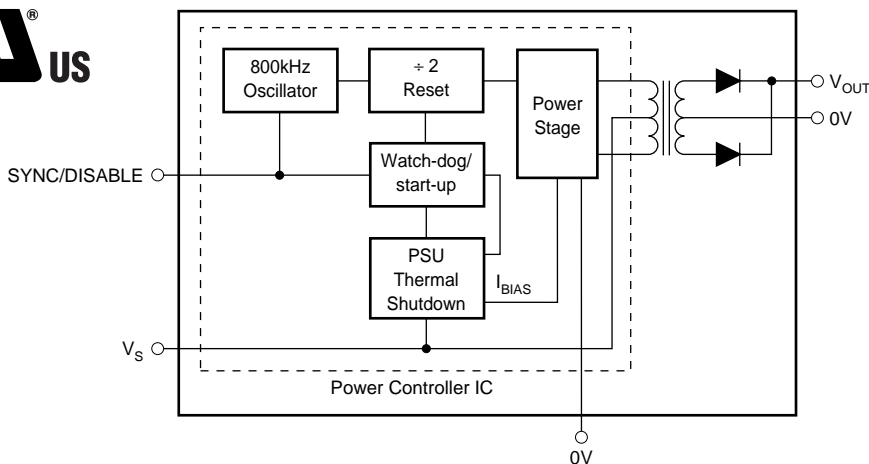 ®
US
800kHz
Oscillator
÷ 2
Reset
Power
Stage
V_OUT
0V
SYNC/DISABLE
Watch-dog/
start-up
PSU
Thermal
Shutdown
I_BIAS
V_S
Power Controller IC
0V